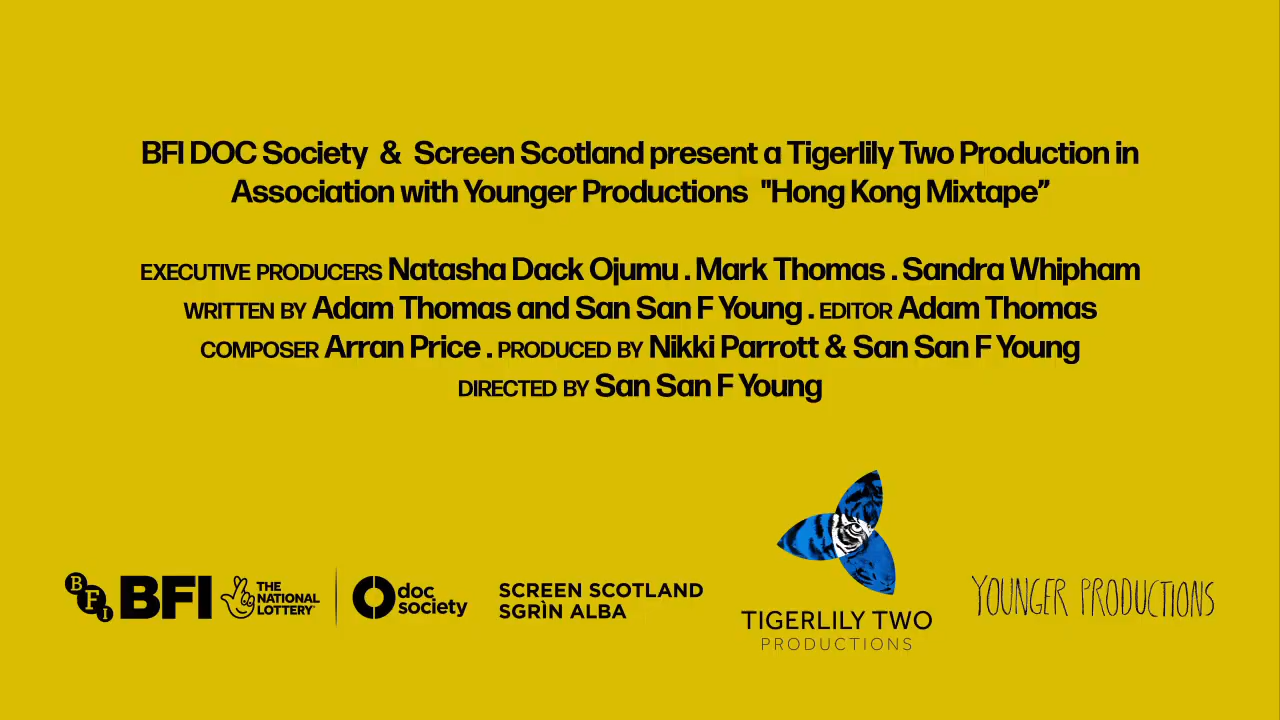 BFI DOC Society & Screen Scotland present a Tigerlily Two Production in
Association with Younger Productions "Hong Kong Mixtape”
EXECUTIVE PRODUCERS Natasha Dack Ojumu . Mark Thomas . Sandra Whipham
WRITTEN BY Adam Thomas and San San F Young . EDITOR Adam Thomas
COMPOSER Arran Price . PRODUCED BY Nikki Parrott & San San F Young
DIRECTED BY San San F Young
BFI BFI
THE
NATIONAL
LOTTERY
doc
society
SCREEN SCOTLAND
SGRÌN ALBA
TIGERLILY TWO
PRODUCTIONS
YOUNGER PRODUCTIONS